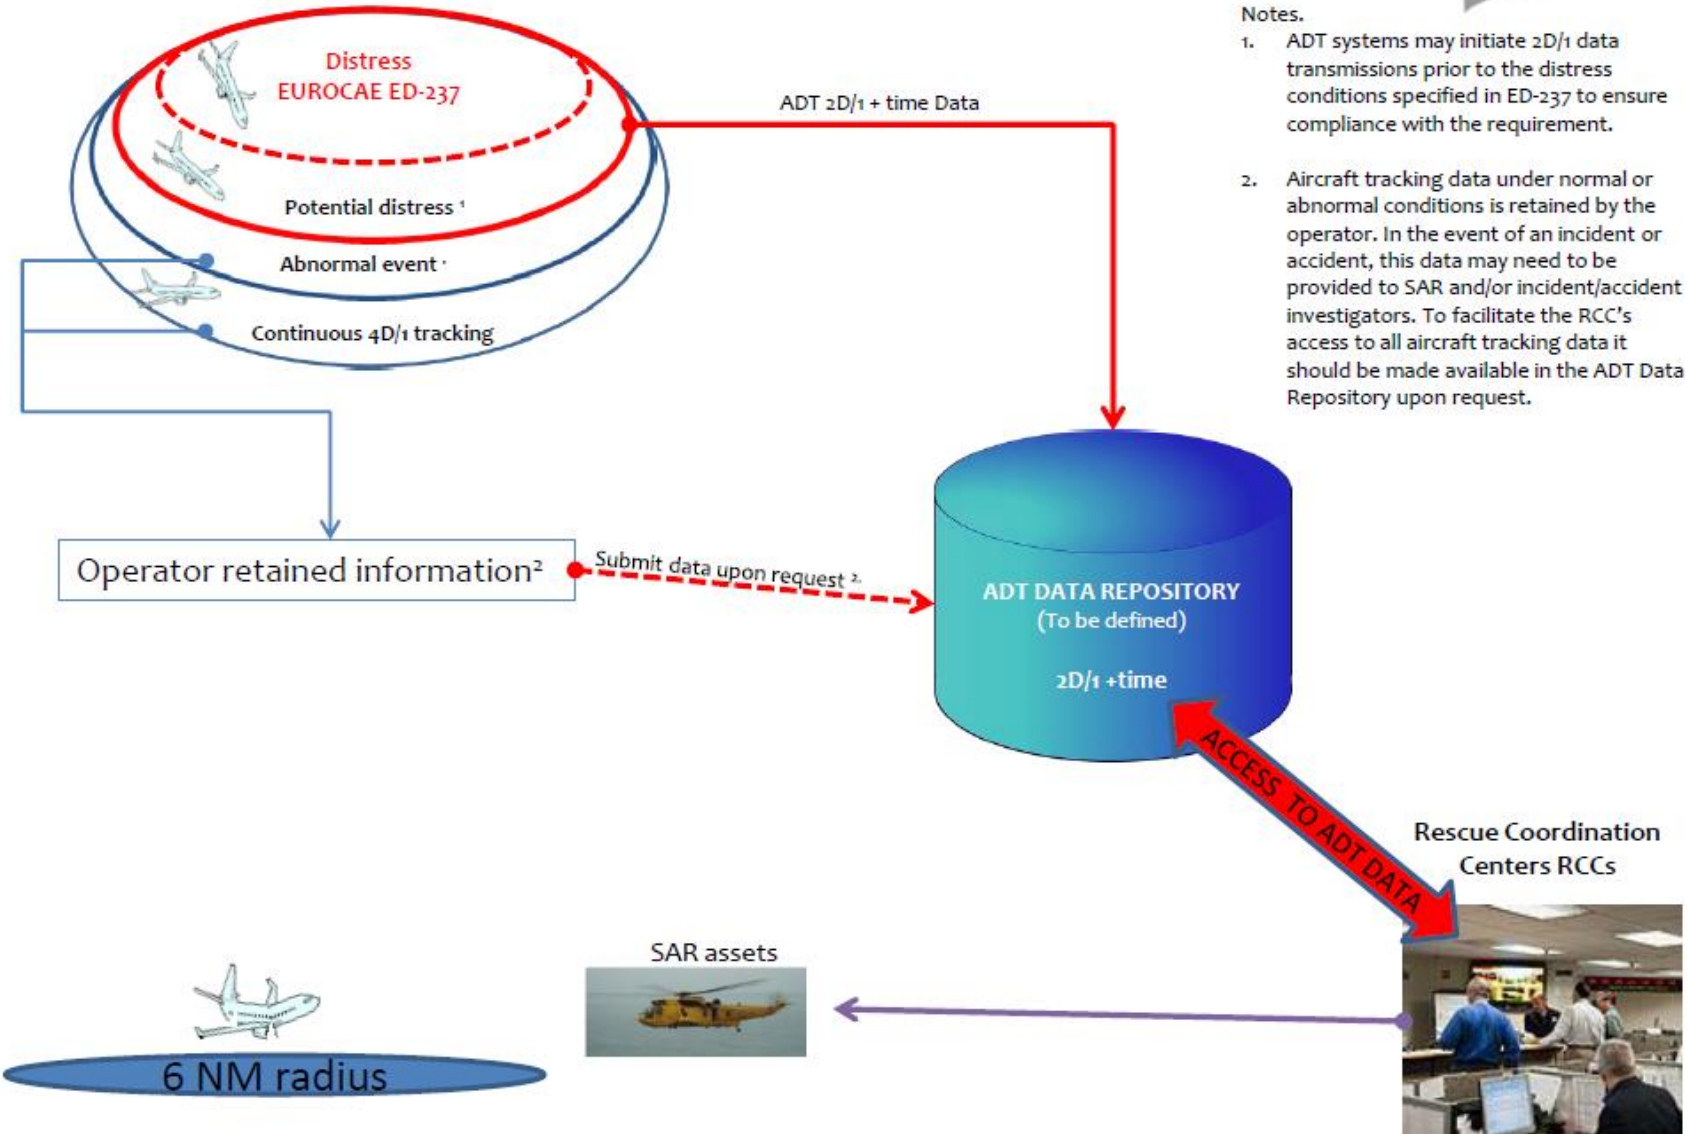 Distress
EUROCAE ED-237
Potential distress ¹
Abnormal event ·
Continuous 4D/1 tracking
ADT 2D/1 + time Data
Notes.
1. ADT systems may initiate 2D/1 data
transmissions prior to the distress
conditions specified in ED-237 to ensure
compliance with the requirement.
2. Aircraft tracking data under normal or
abnormal conditions is retained by the
operator. In the event of an incident or
accident, this data may need to be
provided to SAR and/or incident/accident
investigators. To facilitate the RCC's
access to all aircraft tracking data it
should be made available in the ADT Data
Repository upon request.
Operator retained information²
Submit data upon request ²·
ADT DATA REPOSITORY
(To be defined)
2D/1 +time
ACCESS TO ADT DATA
Rescue Coordination
Centers RCCs
SAR assets
6 NM radius